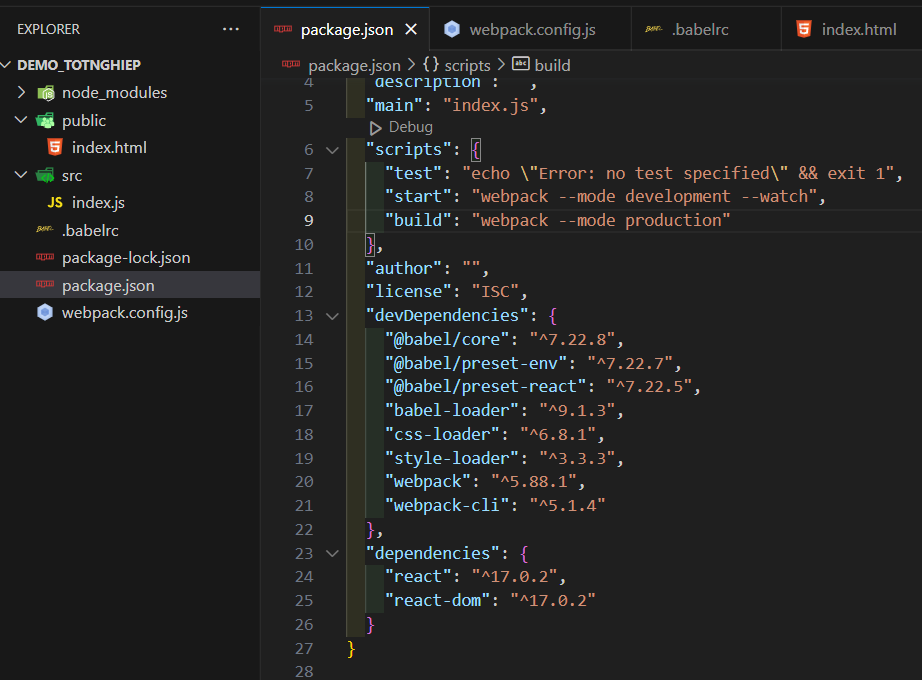 EXPLORER
package.json
webpack.config.js
.babelrc
index.html
DEMO_TOTNGHIEP
node_modules
public
index.html
src
index.js
.babelrc
package-lock.json
package.json
webpack.config.js
package.json > {} scripts > build
4 "description": "",
5 "main": "index.js",
Debug
6 "scripts": {
7 "test": "echo \"Error: no test specified\" && exit 1",
8 "start": "webpack --mode development --watch",
9 "build": "webpack --mode production"
10 },
11 "author": "",
12 "license": "ISC",
13 "devDependencies": {
14 "@babel/core": "^7.22.8",
15 "@babel/preset-env": "^7.22.7",
16 "@babel/preset-react": "^7.22.5",
17 "babel-loader": "^9.1.3",
18 "css-loader": "^6.8.1",
19 "style-loader": "^3.3.3",
20 "webpack": "^5.88.1",
21 "webpack-cli": "^5.1.4"
22 },
23 "dependencies": {
24 "react": "^17.0.2",
25 "react-dom": "^17.0.2"
26 }
27 }
28